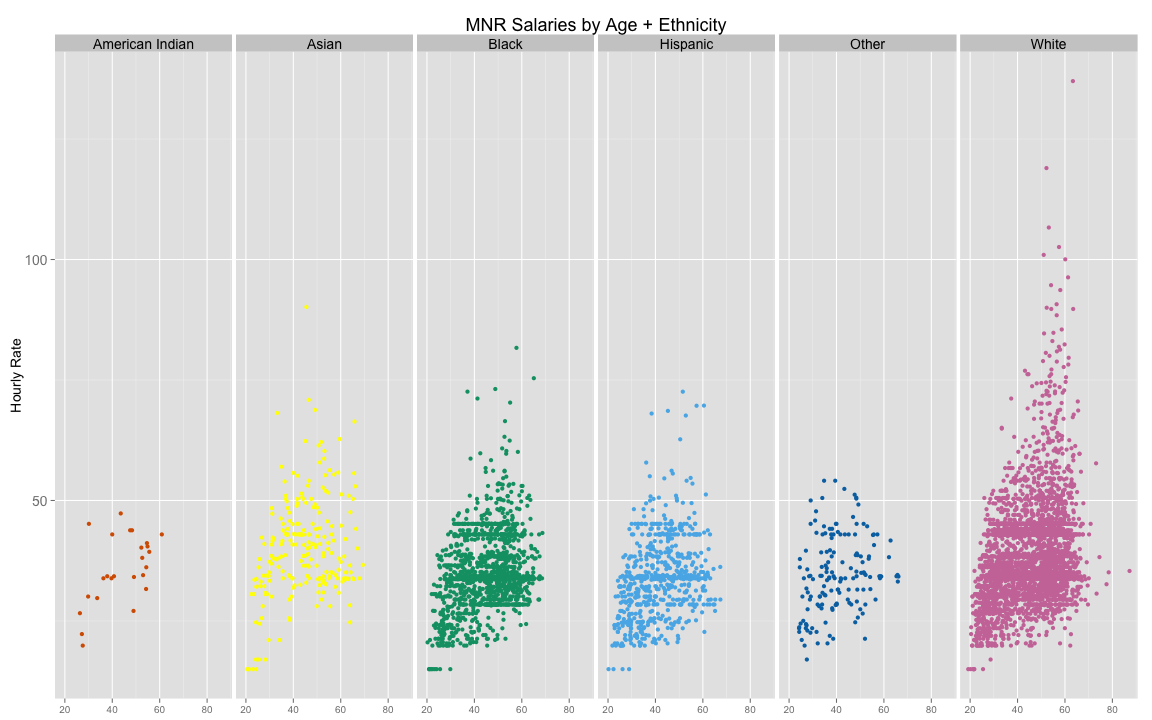 MNR Salaries by Age + Ethnicity
American Indian Asian Black Hispanic Other White
Hourly Rate
100
50
20 40 60 80 20 40 60 80 20 40 60 80 20 40 60 80 20 40 60 80 20 40 60 80